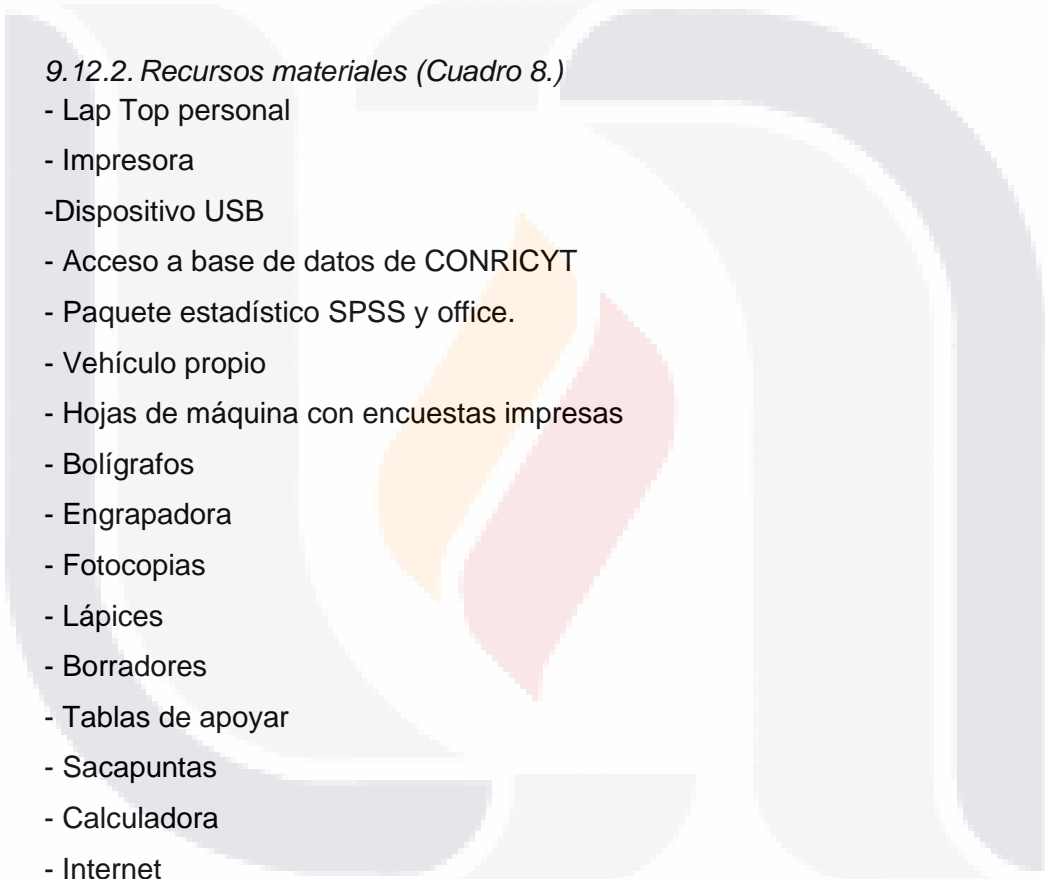 9.12.2. Recursos materiales (Cuadro 8.)
- Lap Top personal
- Impresora
-Dispositivo USB
- Acceso a base de datos de CONRICYT
- Paquete estadístico SPSS y office.
- Vehículo propio
- Hojas de máquina con encuestas impresas
- Bolígrafos
- Engrapadora
- Fotocopias
- Lápices
- Borradores
- Tablas de apoyar
- Sacapuntas
- Calculadora
- Internet